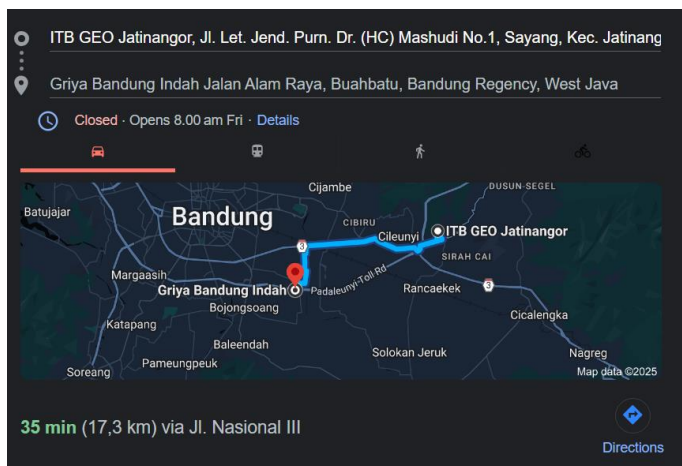 ITB GEO Jatinangor, Jl. Let. Jend. Purn. Dr. (HC) Mashudi No.1, Sayang, Kec. Jatinang
Griya Bandung Indah Jalan Alam Raya, Buahbatu, Bandung Regency, West Java
Closed · Opens 8.00 am Fri · Details
Cijambe
DUSUN SEGEL
Batujajar
Bandung
CIBIRU
Cileunyi
ITB GEO Jatinangor
3
SIRAH CAI
Margaasih
Griya Bandung Indah
Padaleunyi-Toll Rd
Rancaekek
3
Bojongsoang
Cicalengka
Katapang
Baleendah
Solokan Jeruk
Nagreg
Pameungpeuk
Soreang
Map data ©2025
35 min (17,3 km) via Jl. Nasional III
Directions